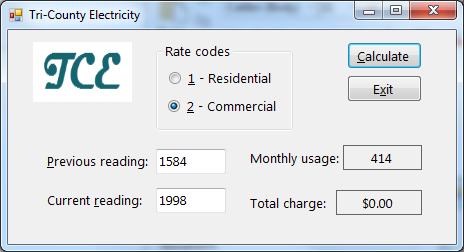 Tri-County Electricity
TCE
Rate codes
1 - Residential
2 - Commercial
Calculate
Exit
Previous reading: 1584
Monthly usage: 414
Current reading: 1998
Total charge: $0.00